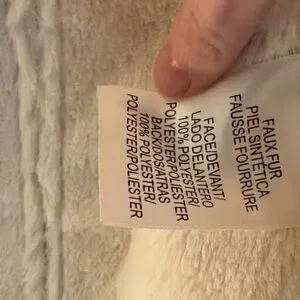 FAUX FUR
PIEL SINTETICA
FAUSSE FOURRURE
FACE/DEVANT/
LADO DELANTERO
100% POLYESTER/
POLYESTER/POLIESTER
BACK/DOS/ATRAS
100% POLYESTER/
POLYESTER/POLIESTER